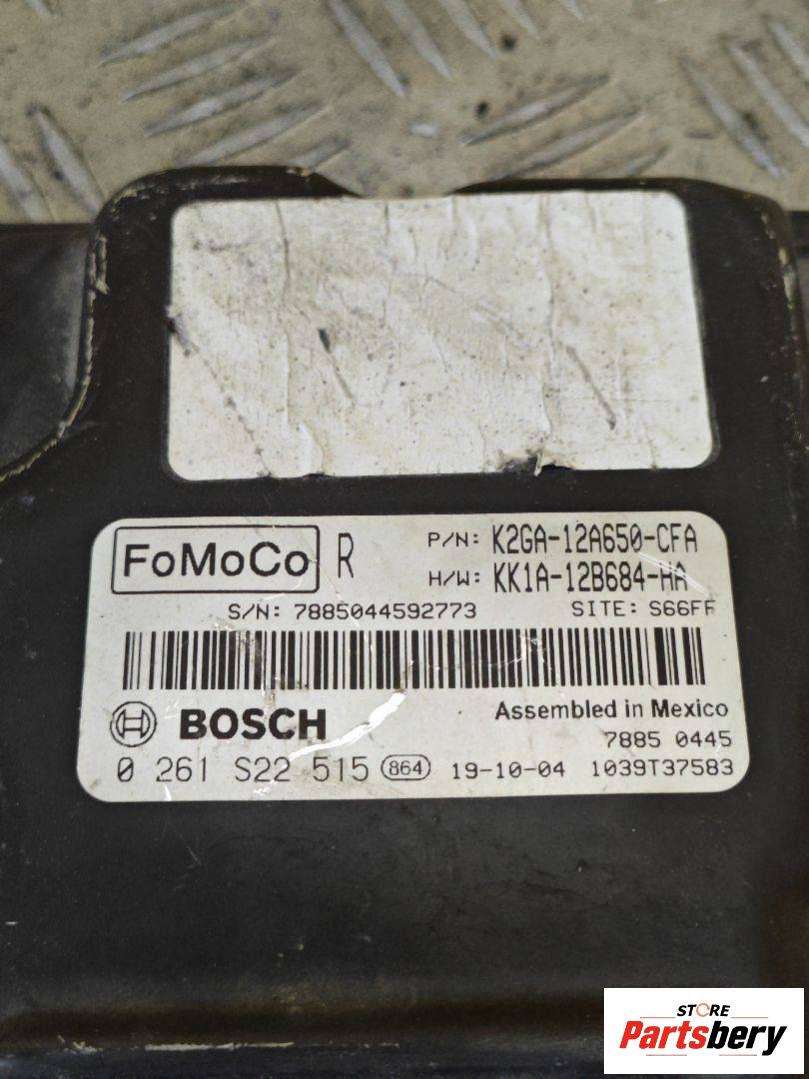 FoMoCo R P/N: K2GA-12A650-CFA
H/W: KK1A-12B684-HA
S/N: 7885044592773 SITE: S66FF
BOSCH Assembled in Mexico
7885 0445
0 261 S22 515 864 19-10-04 1039T37583
STORE
Partsbery